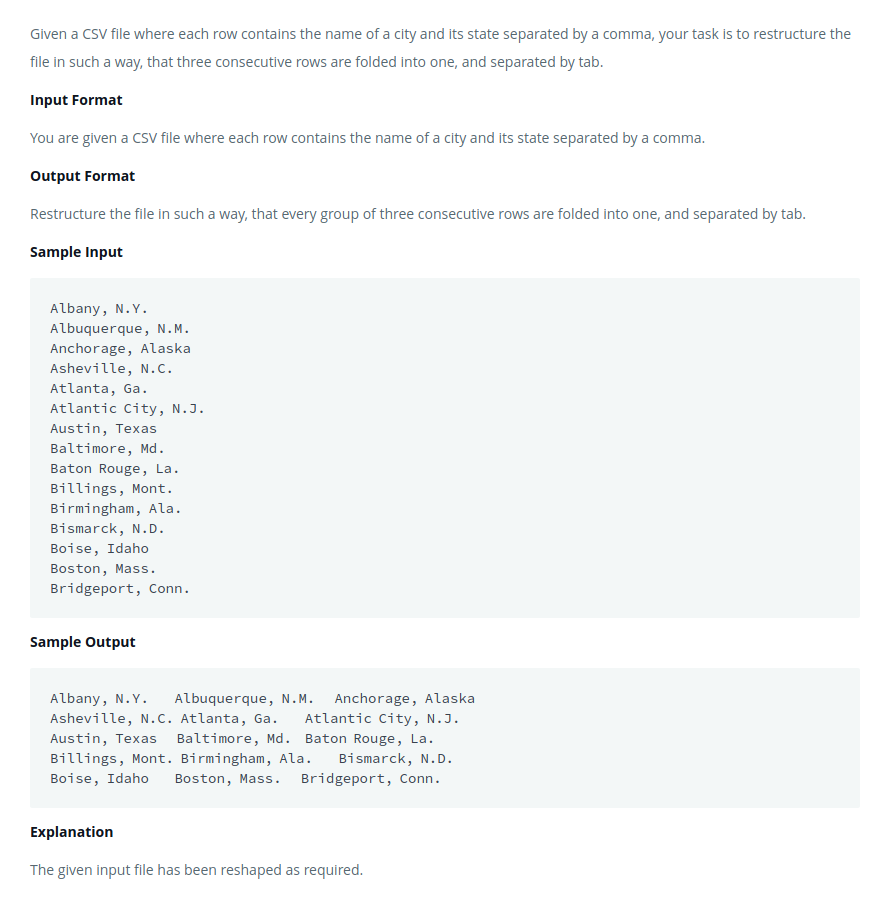 Given a CSV file where each row contains the name of a city and its state separated by a comma, your task is to restructure the
file in such a way, that three consecutive rows are folded into one, and separated by tab.
Input Format
You are given a CSV file where each row contains the name of a city and its state separated by a comma.
Output Format
Restructure the file in such a way, that every group of three consecutive rows are folded into one, and separated by tab.
Sample Input
Albany, N.Y.
Albuquerque, N.M.
Anchorage, Alaska
Asheville, N.C.
Atlanta, Ga.
Atlantic City, N.J.
Austin, Texas
Baltimore, Md.
Baton Rouge, La.
Billings, Mont.
Birmingham, Ala.
Bismarck, N.D.
Boise, Idaho
Boston, Mass.
Bridgeport, Conn.
Sample Output
Albany, N.Y.   Albuquerque, N.M.  Anchorage, Alaska
Asheville, N.C. Atlanta, Ga.   Atlantic City, N.J.
Austin, Texas  Baltimore, Md.  Baton Rouge, La.
Billings, Mont. Birmingham, Ala.   Bismarck, N.D.
Boise, Idaho   Boston, Mass.  Bridgeport, Conn.
Explanation
The given input file has been reshaped as required.